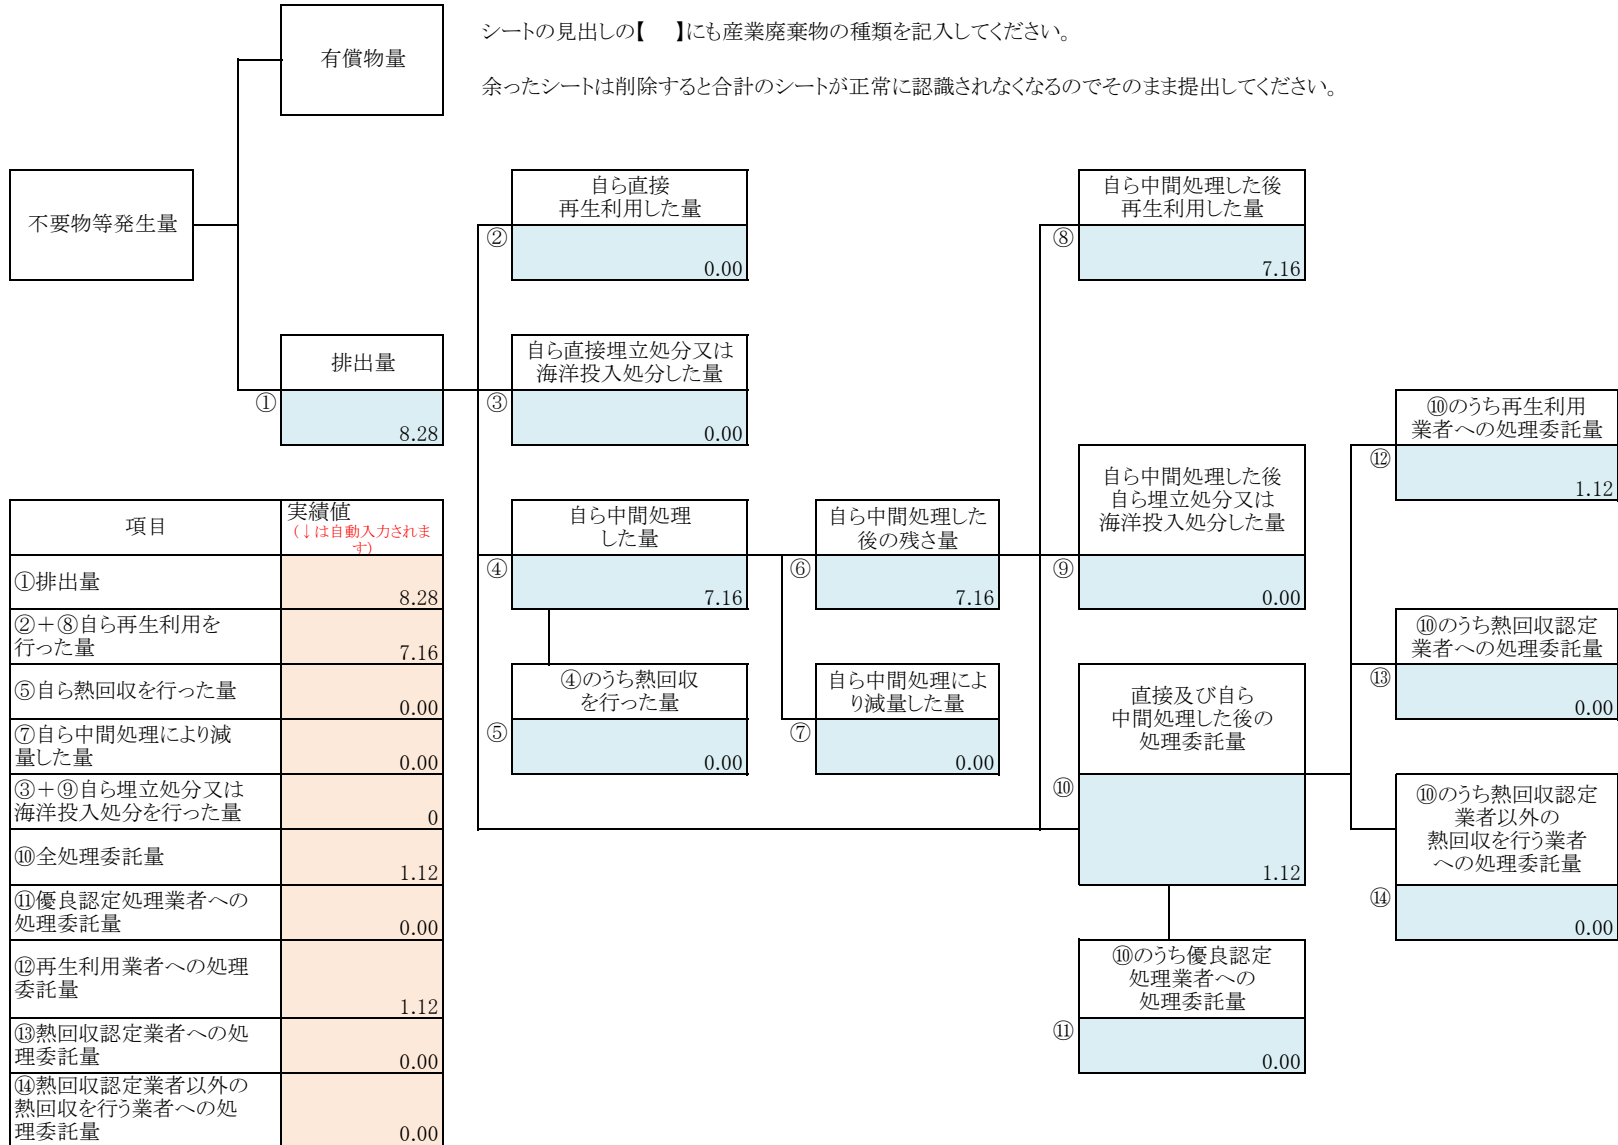 シートの見出しの【　】にも産業廃棄物の種類を記入してください。
余ったシートは削除すると合計のシートが正常に認識されなくなるのでそのまま提出してください。
有償物量
不要物等発生量
自ら直接
再生利用した量
②
0.00
自ら中間処理した後
再生利用した量
⑧
7.16
排出量
①
8.28
自ら直接埋立処分又は
海洋投入処分した量
③
0.00
⑩のうち再生利用
業者への処理委託量
⑫
1.12
自ら中間処理
した量
④
7.16
自ら中間処理した
後の残さ量
⑥
7.16
自ら中間処理した後
自ら埋立処分又は
海洋投入処分した量
⑨
0.00
⑩のうち熱回収認定
業者への処理委託量
⑬
0.00
④のうち熱回収
を行った量
⑤
0.00
自ら中間処理によ
り減量した量
⑦
0.00
直接及び自ら
中間処理した後の
処理委託量
⑩
1.12
⑩のうち熱回収認定
業者以外の
熱回収を行う業者
への処理委託量
⑭
0.00
⑩のうち優良認定
処理業者への
処理委託量
⑪
0.00
項目
実績値
（↓は自動入力されま
す）
①排出量
8.28
②＋⑧自ら再生利用を
行った量
7.16
⑤自ら熱回収を行った量
0.00
⑦自ら中間処理により減
量した量
0.00
③＋⑨自ら埋立処分又は
海洋投入処分を行った量
0
⑩全処理委託量
1.12
⑪優良認定処理業者への
処理委託量
0.00
⑫再生利用業者への処理
委託量
1.12
⑬熱回収認定業者への処
理委託量
0.00
⑭熱回収認定業者以外の
熱回収を行う業者への処
理委託量
0.00